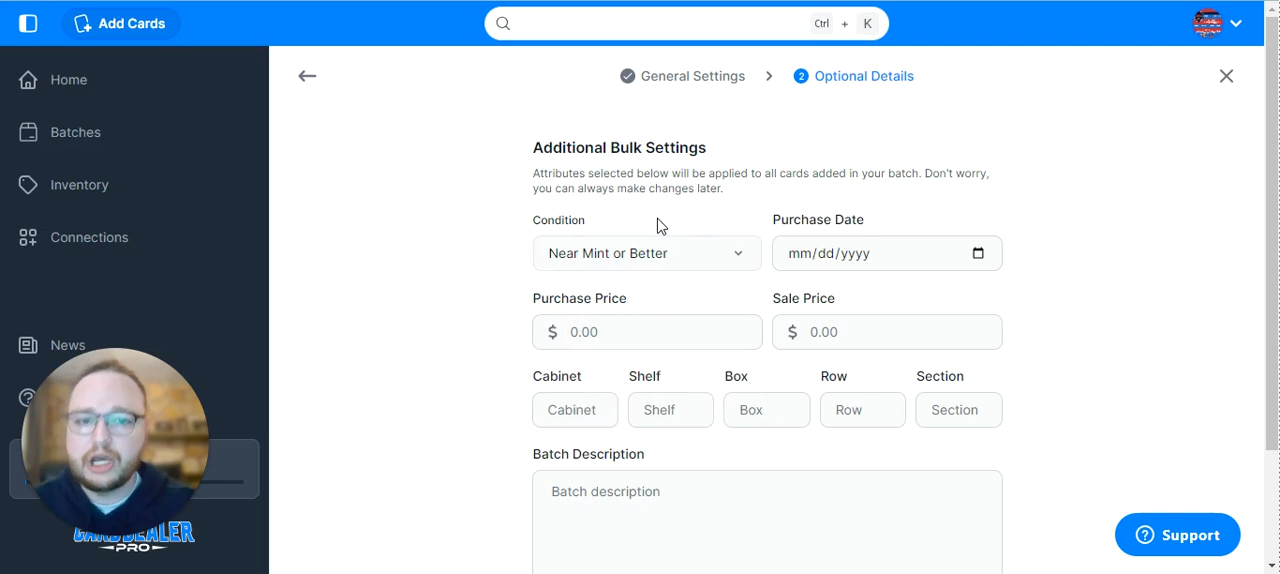 Add Cards
Ctrl + K
Home
Batches
Inventory
Connections
News
General Settings
2 Optional Details
Additional Bulk Settings
Attributes selected below will be applied to all cards added in your batch. Don't worry,
you can always make changes later.
Condition
Purchase Date
Near Mint or Better
mm/dd/yyyy
Purchase Price
Sale Price
$ 0.00
$ 0.00
Cabinet
Shelf
Box
Row
Section
Cabinet
Shelf
Box
Row
Section
Batch Description
Batch description
Support
CARD DEALER
PRO